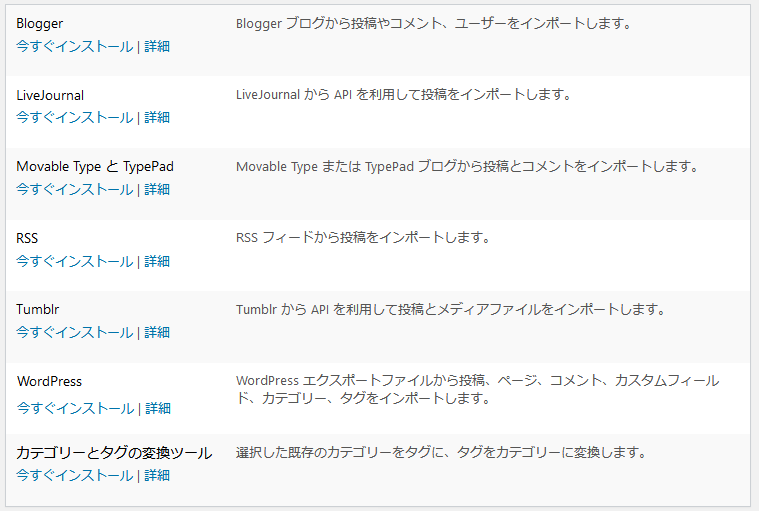 Blogger
Blogger ブログから投稿やコメント、ユーザーをインポートします。
今すぐインストール | 詳細
LiveJournal
LiveJournal から API を利用して投稿をインポートします。
今すぐインストール | 詳細
Movable Type と TypePad
Movable Type または TypePad ブログから投稿とコメントをインポートします。
今すぐインストール | 詳細
RSS
RSS フィードから投稿をインポートします。
今すぐインストール | 詳細
Tumblr
Tumblr から API を利用して投稿とメディアファイルをインポートします。
今すぐインストール | 詳細
WordPress
WordPress エクスポートファイルから投稿、ページ、コメント、カスタムフィール
ド、カテゴリー、タグをインポートします。
今すぐインストール | 詳細
カテゴリーとタグの変換ツール
選択した既存のカテゴリーをタグに、タグをカテゴリーに変換します。
今すぐインストール | 詳細